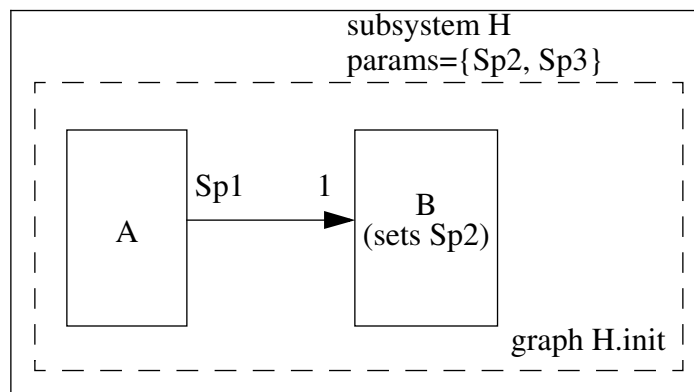 subsystem H
params={Sp2, Sp3}
Sp1
1
A
B
(sets Sp2)
graph H.init